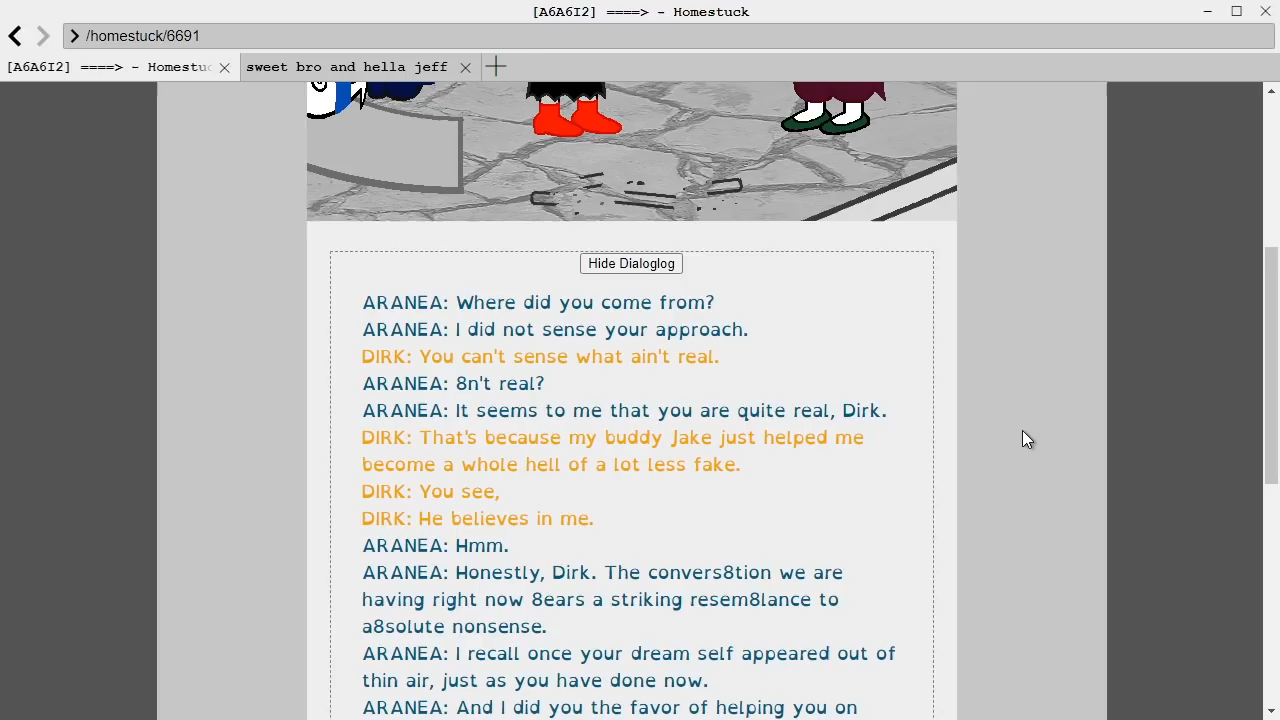 [A6A6I2] ====> - Homestuck
/homestuck/6691
[A6A6I2] ====> - Homestuc
sweet bro and hella jeff
Hide Dialoglog
ARANEA: Where did you come from?
ARANEA: I did not sense your approach.
DIRK: You can't sense what ain't real.
ARANEA: 8n't real?
ARANEA: It seems to me that you are quite real, Dirk.
DIRK: That's because my buddy Jake just helped me
become a whole hell of a lot less fake.
DIRK: You see,
DIRK: He believes in me.
ARANEA: Hmm.
ARANEA: Honestly, Dirk. The convers8tion we are
having right now 8ears a striking resem8lance to
a8solute nonsense.
ARANEA: I recall once your dream self appeared out of
thin air, just as you have done now.
ARANEA: And I did you the favor of helping you on